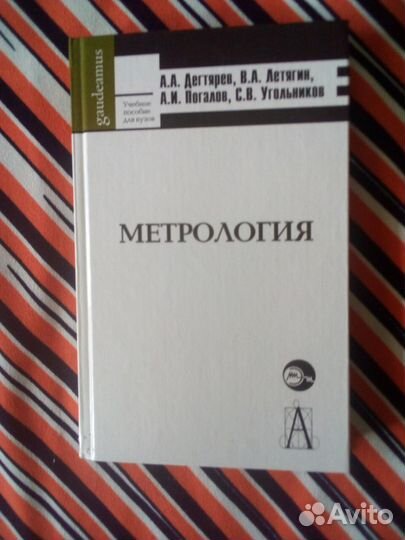 gaudeamus
Учебное
пособие
для вузов
А.А. Дегтярев, В.А. Летягин,
А.И. Погалов, С.В. Угольников
МЕТРОЛОГИЯ
А
Avito